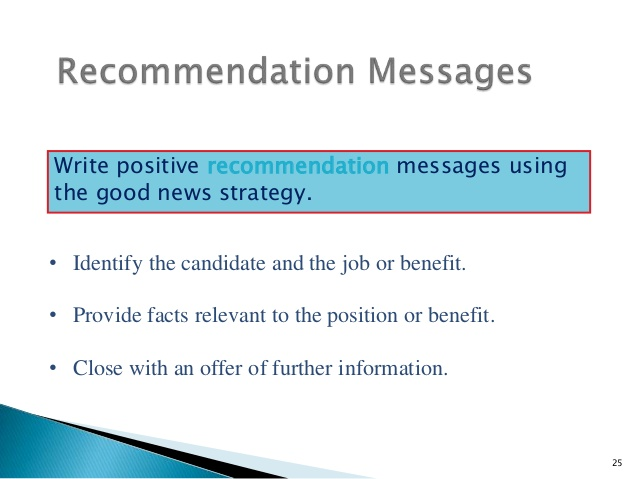 Recommendation Messages
Write positive recommendation messages using
the good news strategy.
• Identify the candidate and the job or benefit.
• Provide facts relevant to the position or benefit.
• Close with an offer of further information.
25